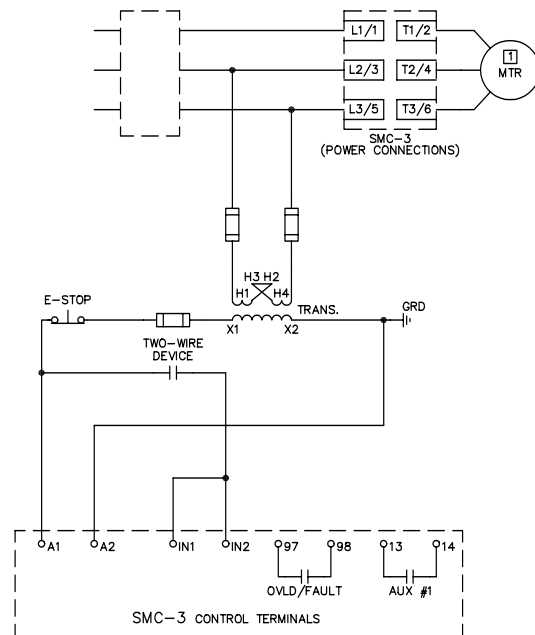 L1/1 T1/2
1
MTR
L2/3 T2/4
L3/5 T3/6
SMC-3
(POWER CONNECTIONS)
H3 H2
H1 H4
E-STOP
TRANS.
GRD
X1 X2
TWO-WIRE
DEVICE
A1 A2 IN1 IN2 97 98 13 14
OVLD/FAULT AUX #1
SMC-3 CONTROL TERMINALS